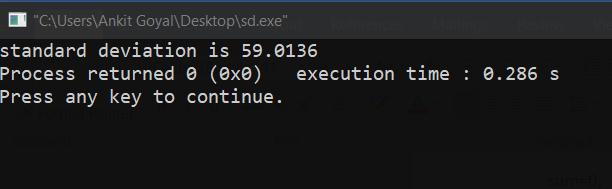 "C:\Users\Ankit Goyal\Desktop\sd.exe"
standard deviation is 59.0136
Process returned 0 (0x0)   execution time : 0.286 s
Press any key to continue.